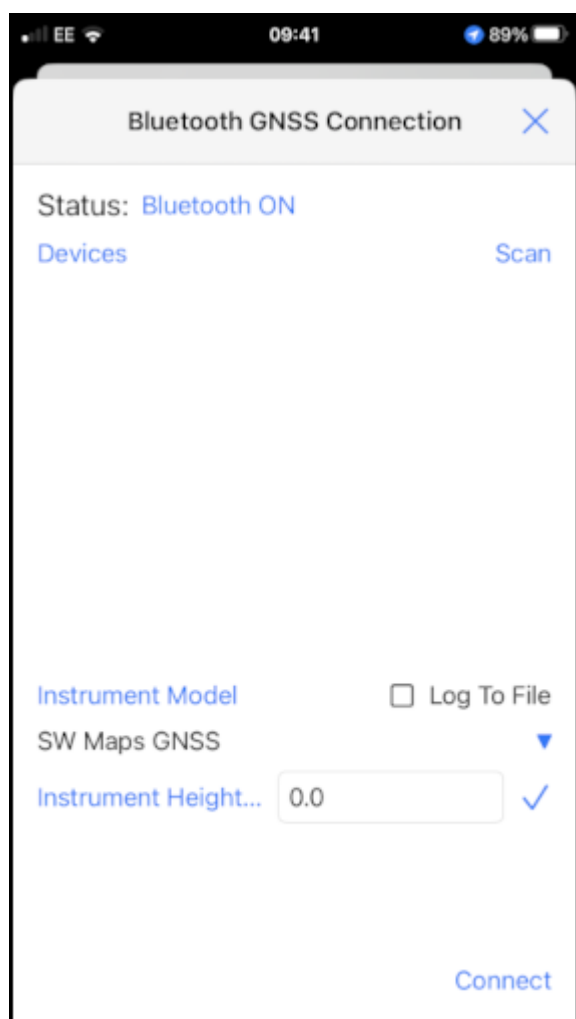 EE 09:41 89%
Bluetooth GNSS Connection
Status: Bluetooth ON
Devices Scan
Instrument Model Log To File
SW Maps GNSS
Instrument Height... 0.0
Connect